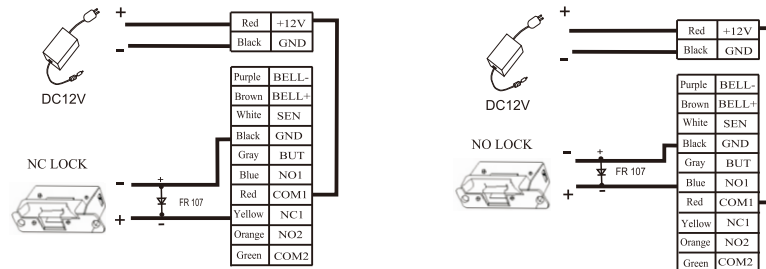 +
-
DC12V
Red +12V
Black GND
Purple BELL-
Brown BELL+
White SEN
Black GND
Gray BUT
Blue NO1
Red COM1
Yellow NC1
Orange NO2
Green COM2
NC LOCK
-
+
+
FR 107
-
+
-
DC12V
Red +12V
Black GND
Purple BELL-
Brown BELL+
White SEN
Black GND
Gray BUT
Blue NO1
Red COM1
Yellow NC1
Orange NO2
Green COM2
NO LOCK
-
+
+
FR 107
-